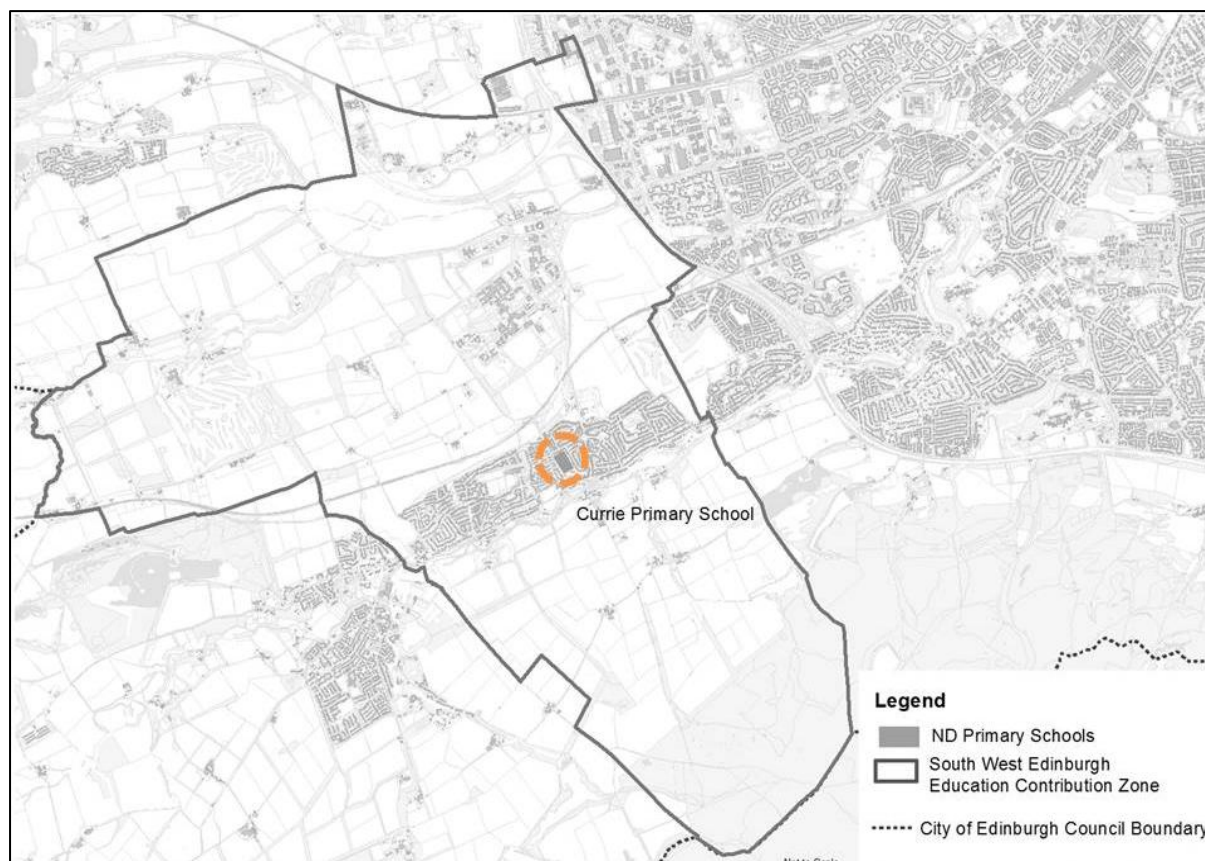 Currie Primary School
Legend
ND Primary Schools
South West Edinburgh
Education Contribution Zone
City of Edinburgh Council Boundary